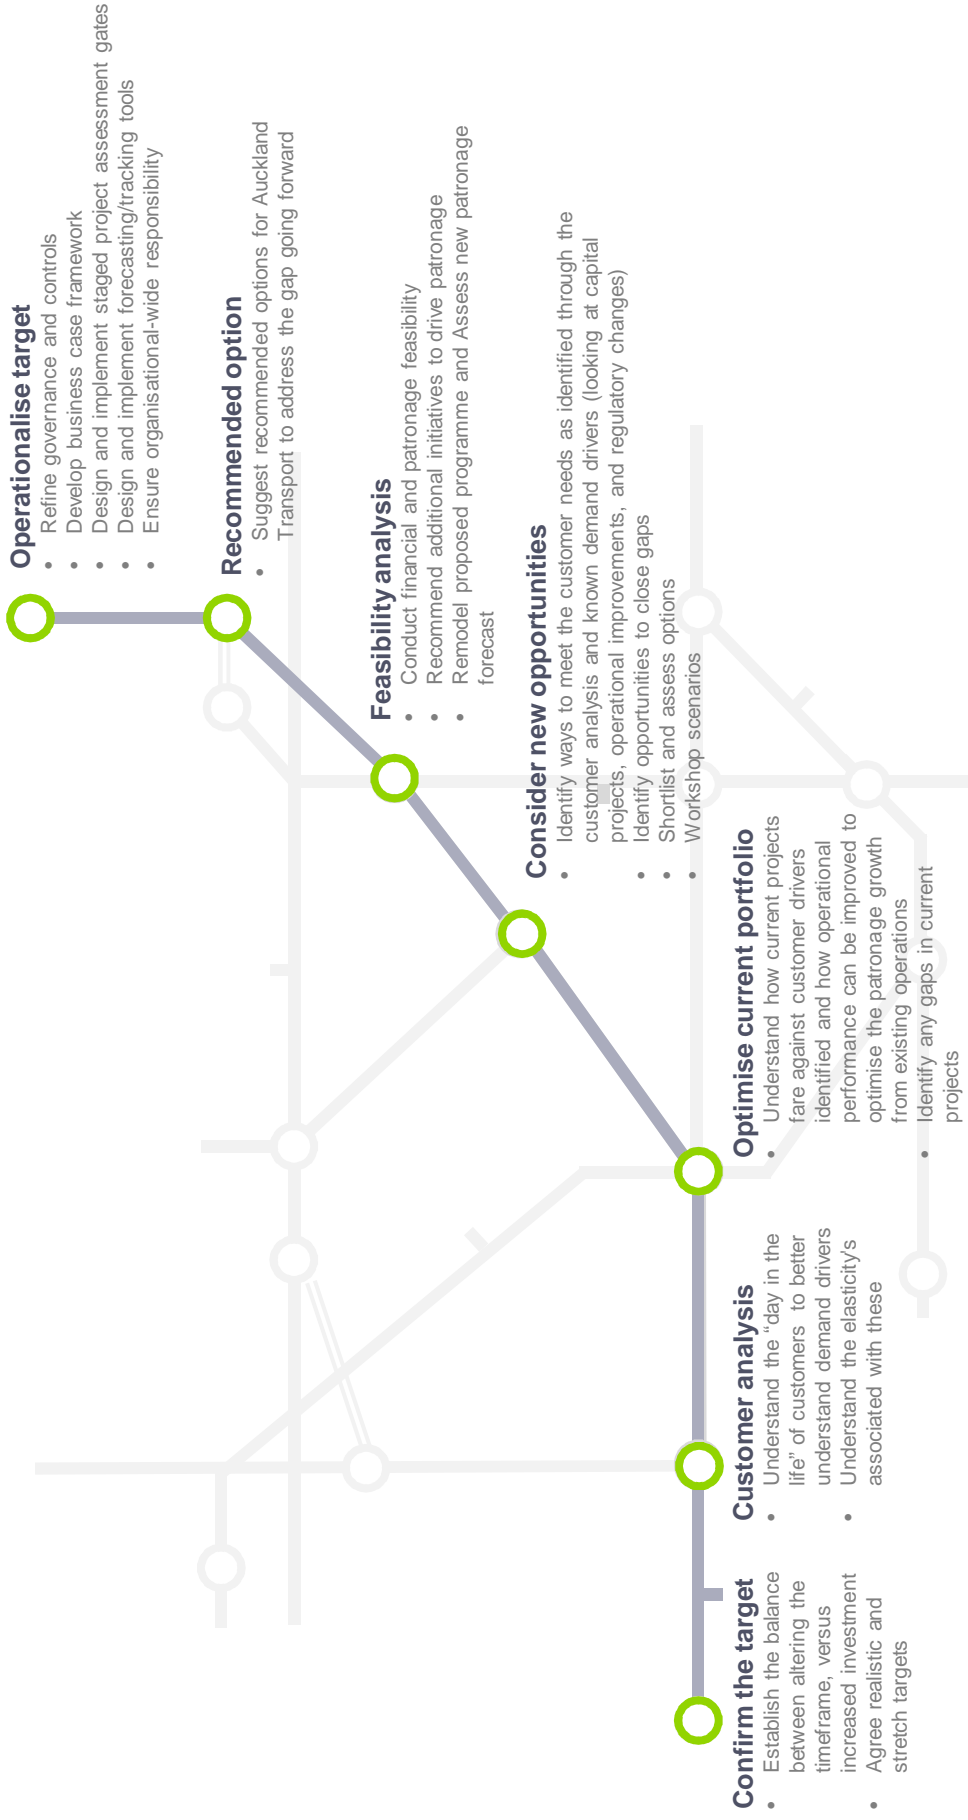 Confirm the target
• Establish the balance
between altering the
timeframe, versus
increased investment
• Agree realistic and
stretch targets
Customer analysis
• Understand the “day in the
life” of customers to better
understand demand drivers
• Understand the elasticity's
associated with these
Optimise current portfolio
• Understand how current projects
fare against customer drivers
identified and how operational
performance can be improved to
optimise the patronage growth
from existing operations
• Identify any gaps in current
projects
Consider new opportunities
• Identify ways to meet the customer needs as identified through the
customer analysis and known demand drivers (looking at capital
projects, operational improvements, and regulatory changes)
• Identify opportunities to close gaps
• Shortlist and assess options
• Workshop scenarios
Feasibility analysis
• Conduct financial and patronage feasibility
• Recommend additional initiatives to drive patronage
• Remodel proposed programme and Assess new patronage
forecast
Recommended option
• Suggest recommended options for Auckland
Transport to address the gap going forward
Operationalise target
• Refine governance and controls
• Develop business case framework
• Design and implement staged project assessment gates
• Design and implement forecasting/tracking tools
• Ensure organisational-wide responsibility